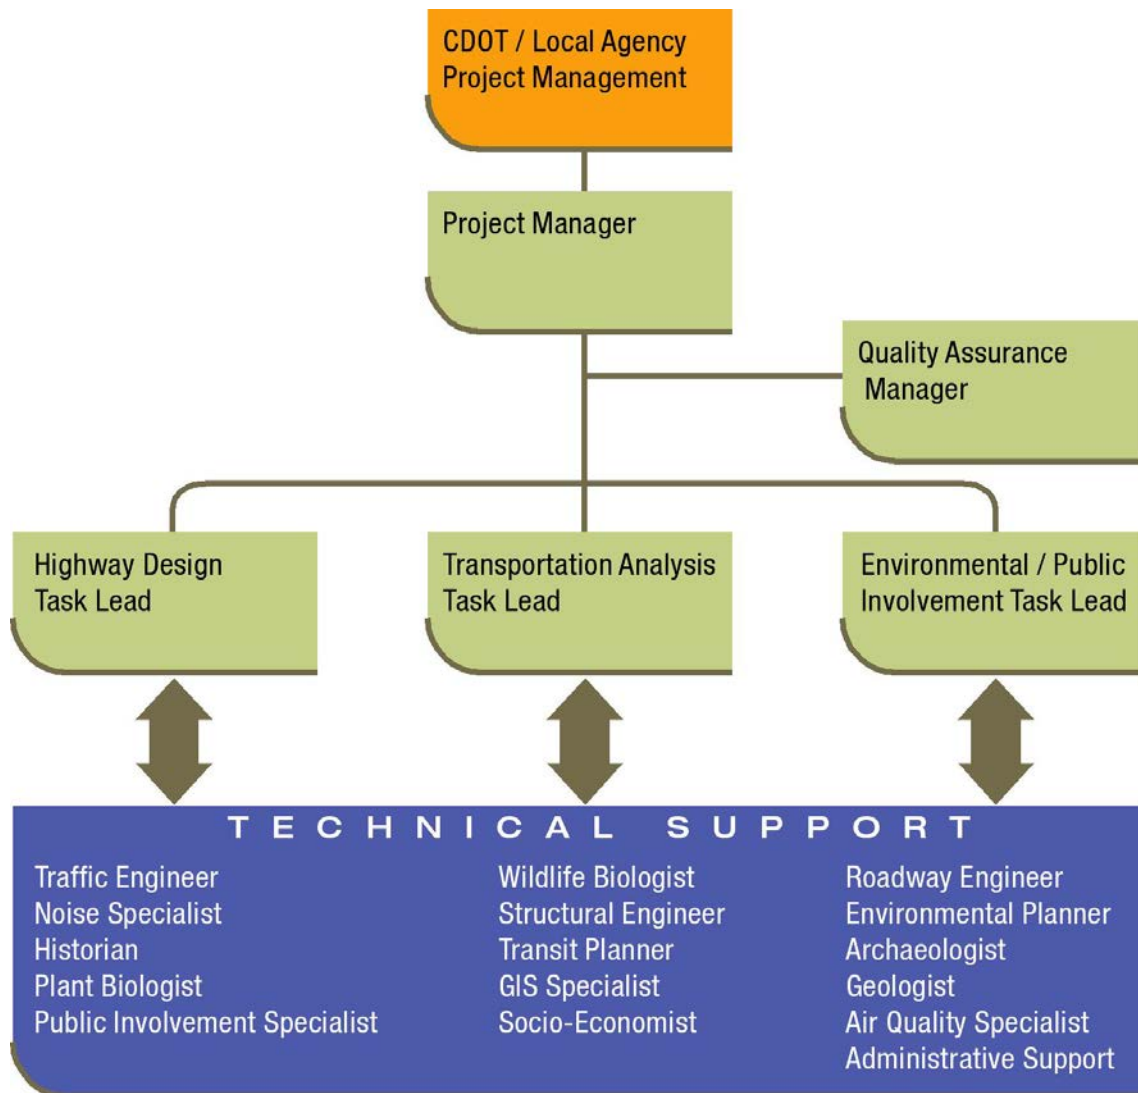 CDOT / Local Agency
Project Management
Project Manager
Quality Assurance
Manager
Highway Design
Task Lead
Transportation Analysis
Task Lead
Environmental / Public
Involvement Task Lead
TECHNICAL SUPPORT
Traffic Engineer
Noise Specialist
Historian
Plant Biologist
Public Involvement Specialist
Wildlife Biologist
Structural Engineer
Transit Planner
GIS Specialist
Socio-Economist
Roadway Engineer
Environmental Planner
Archaeologist
Geologist
Air Quality Specialist
Administrative Support